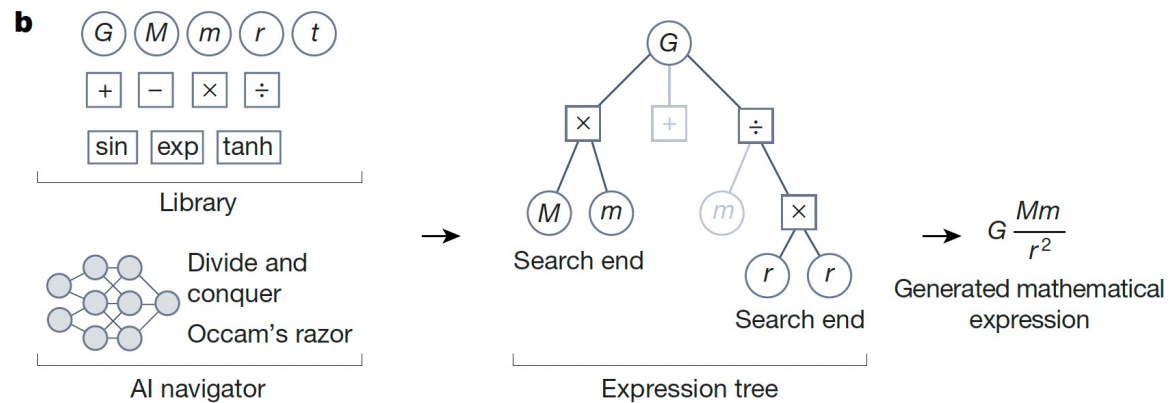 b
G M m r t
+ − × ÷
sin exp tanh
Library
Divide and
conquer
Occam's razor
AI navigator
G
× + ÷
M m m ×
Search end
r r
Search end
Expression tree
G Mm
r²
Generated mathematical
expression